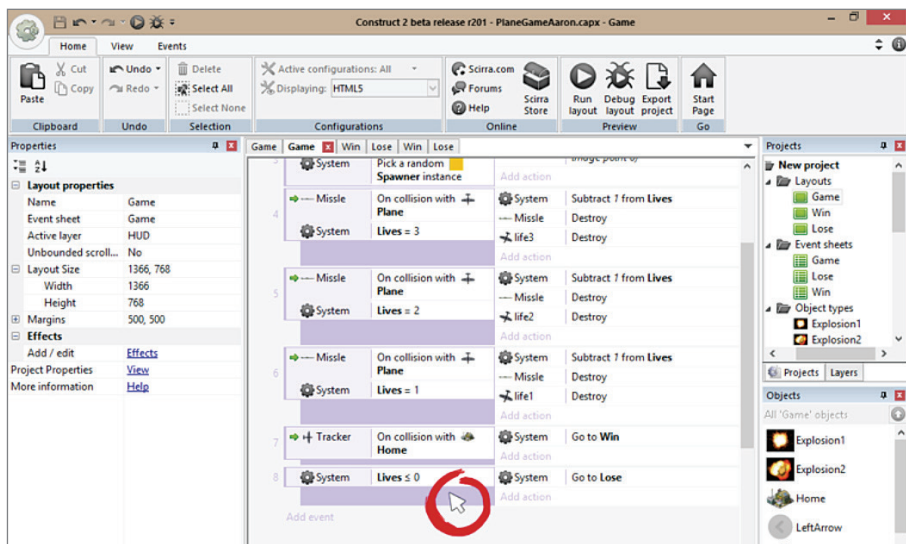 Construct 2 beta release r201 - PlaneGameAaron.capx - Game
Home View Events
Paste
Cut
Copy
Clipboard
Undo
Redo
Undo
Delete
Select All
Select None
Selection
Active configurations: All
Displaying: HTML5
Configurations
Scirra.com
Forums
Help
Scirra Store
Online
Run layout
Debug layout
Export project
Preview
Start Page
Go
Properties
Layout properties
Name Game
Event sheet Game
Active layer HUD
Unbounded scroll... No
Layout Size 1366, 768
Width 1366
Height 768
Margins 500, 500
Effects
Add / edit Effects
Project Properties View
More information Help
Game Game Win Lose Win Lose
System Pick a random
Spawner instance
Add action
4 Missle On collision with Plane System Subtract 1 from Lives
Missle Destroy
System Lives = 3 life3 Destroy
Add action
5 Missle On collision with Plane System Subtract 1 from Lives
Missle Destroy
System Lives = 2 life2 Destroy
Add action
6 Missle On collision with Plane System Subtract 1 from Lives
Missle Destroy
System Lives = 1 life1 Destroy
Add action
7 Tracker On collision with Home System Go to Win
Add action
8 System Lives ≤ 0 System Go to Lose
Add action
Add event
Projects
New project
Layouts
Game
Win
Lose
Event sheets
Game
Lose
Win
Object types
Explosion1
Explosion2
Projects Layers
Objects
All 'Game' objects
Explosion1
Explosion2
Home
LeftArrow